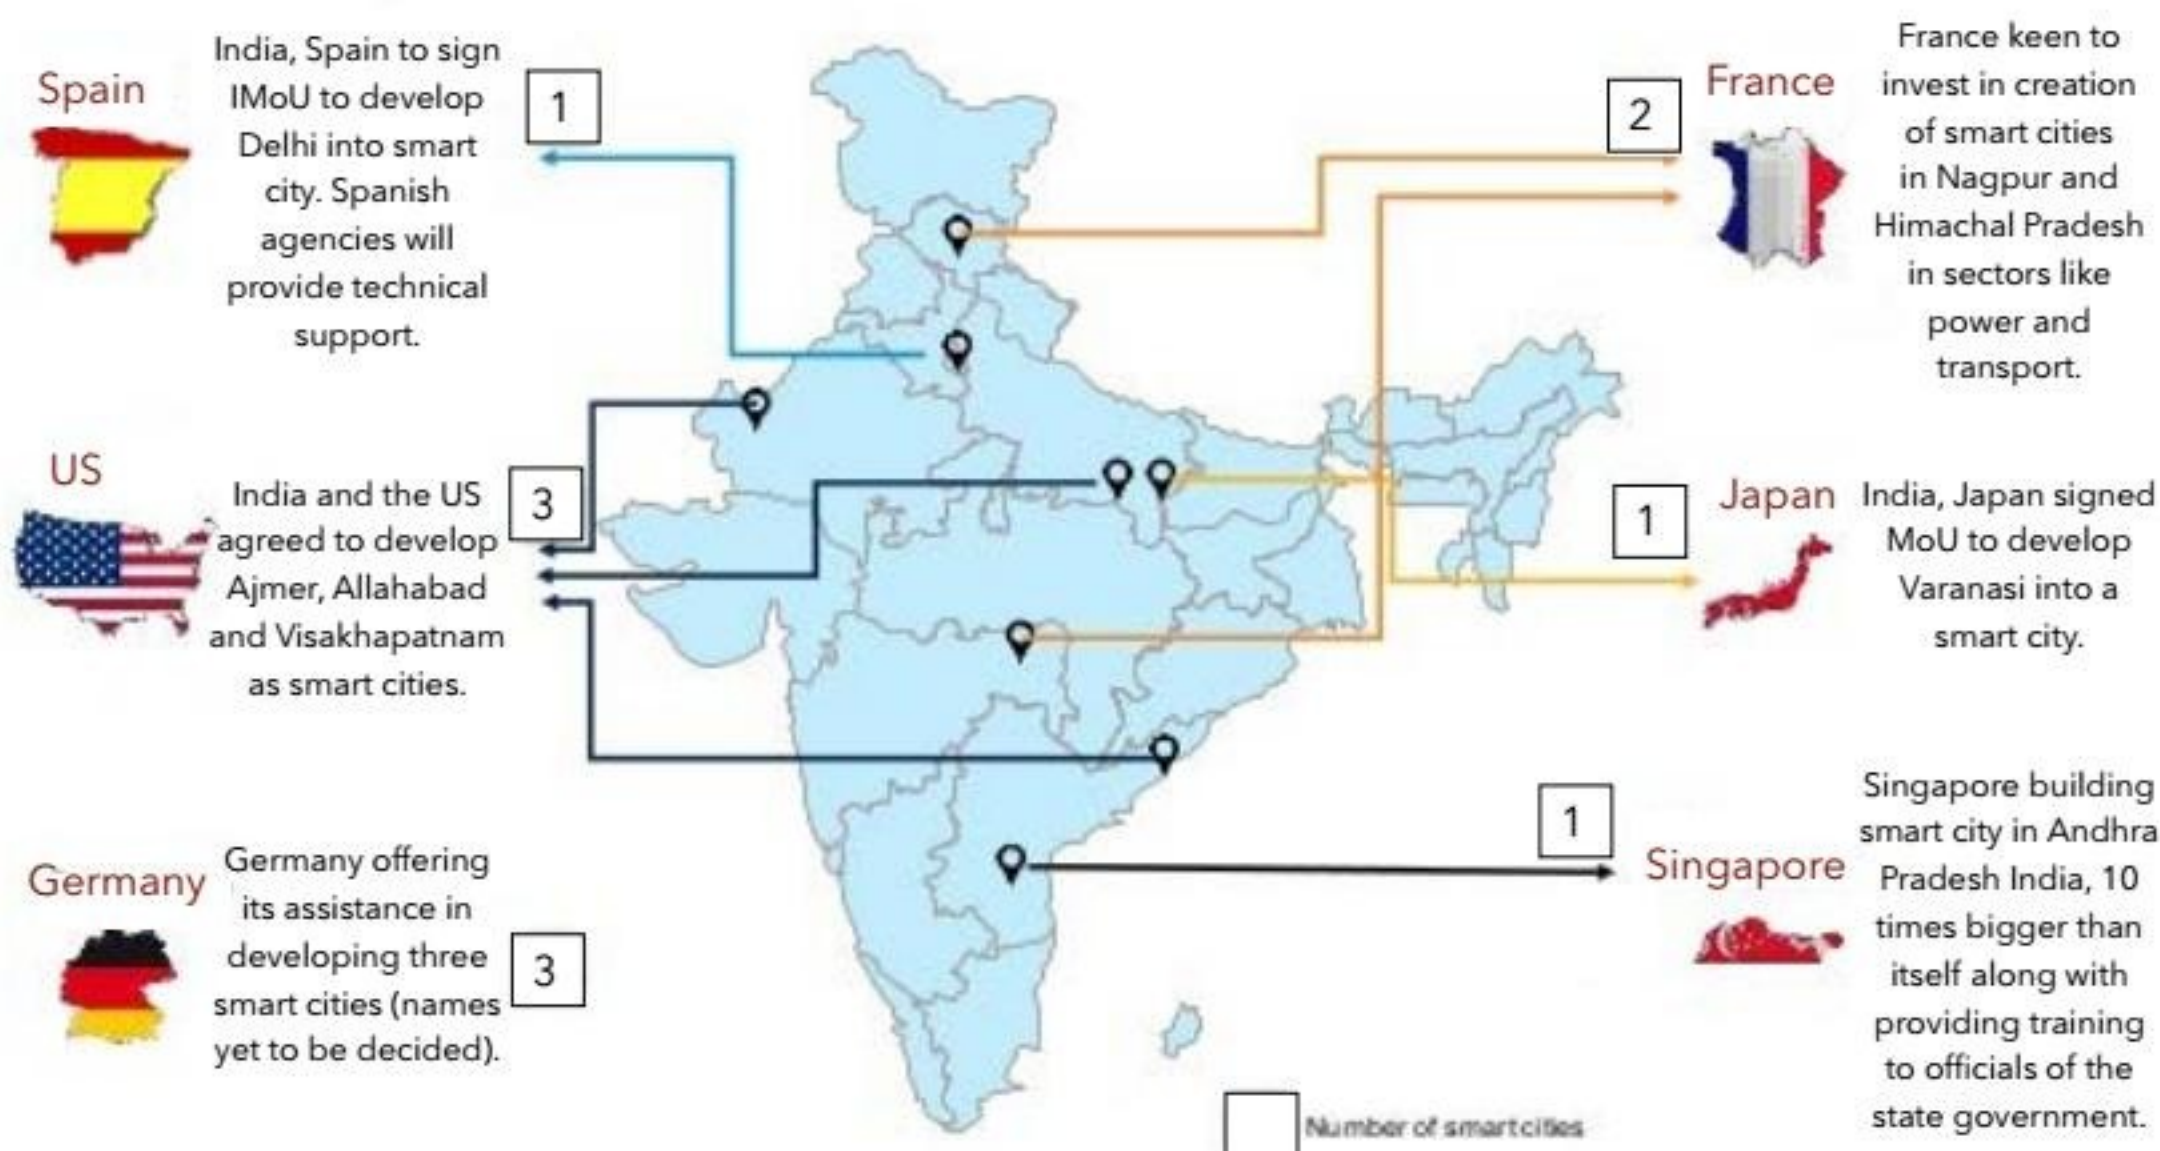 Spain
India, Spain to sign
IMoU to develop
Delhi into smart
city. Spanish
agencies will
provide technical
support.
1
2
France
France keen to
invest in creation
of smart cities
in Nagpur and
Himachal Pradesh
in sectors like
power and
transport.
US
India and the US
agreed to develop
Ajmer, Allahabad
and Visakhapatnam
as smart cities.
3
1
Japan
India, Japan signed
MoU to develop
Varanasi into a
smart city.
Germany
Germany offering
its assistance in
developing three
smart cities (names
yet to be decided).
3
1
Singapore
Singapore building
smart city in Andhra
Pradesh India, 10
times bigger than
itself along with
providing training
to officials of the
state government.
Number of smartcities